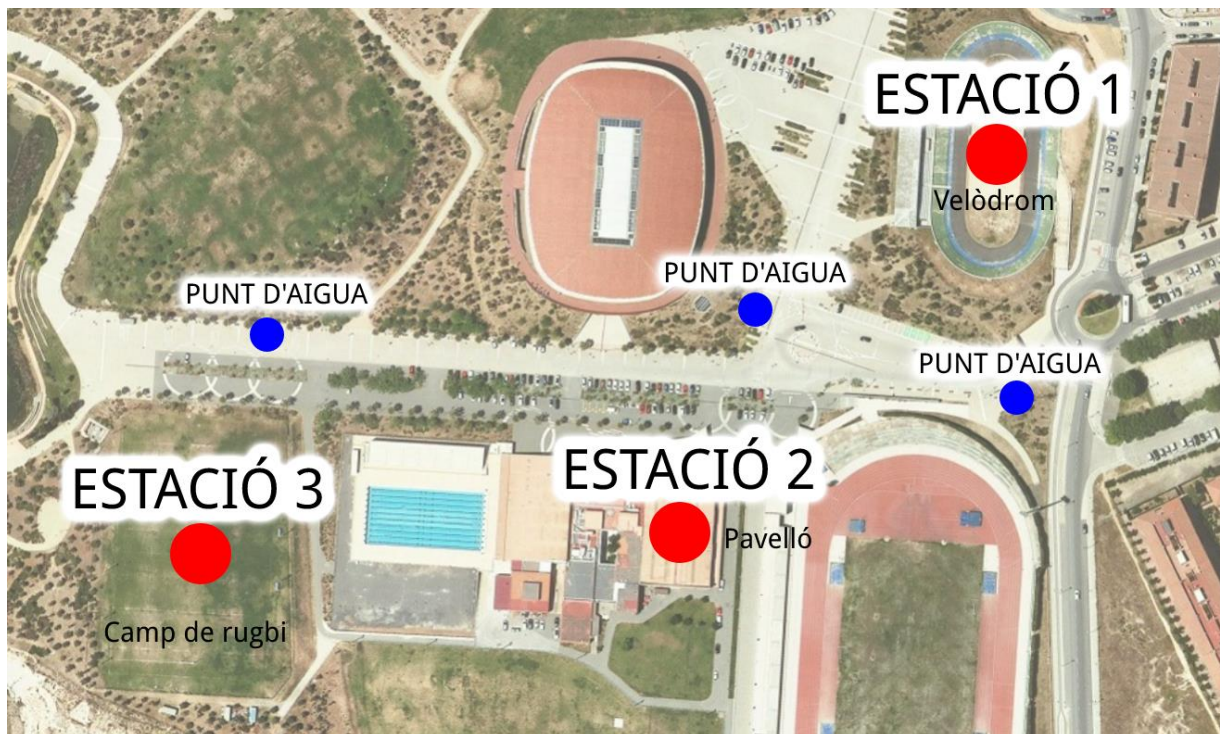 ESTACIÓ 1
Velòdrom
PUNT D'AIGUA
PUNT D'AIGUA
PUNT D'AIGUA
ESTACIÓ 2
Pavelló
ESTACIÓ 3
Camp de rugbi